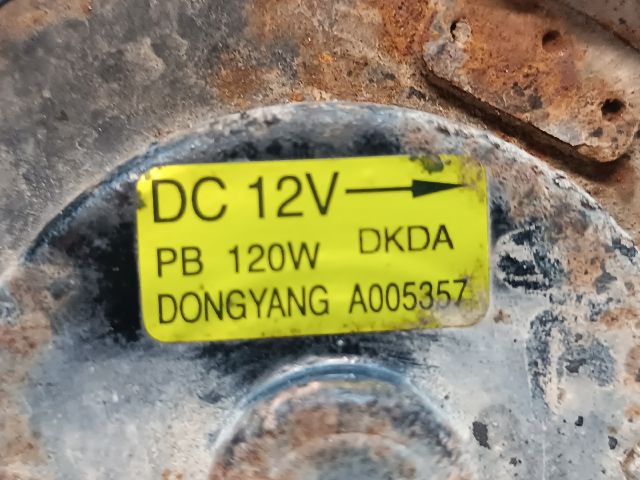 DC 12V
PB 120W DKDA
DONGYANG A005357